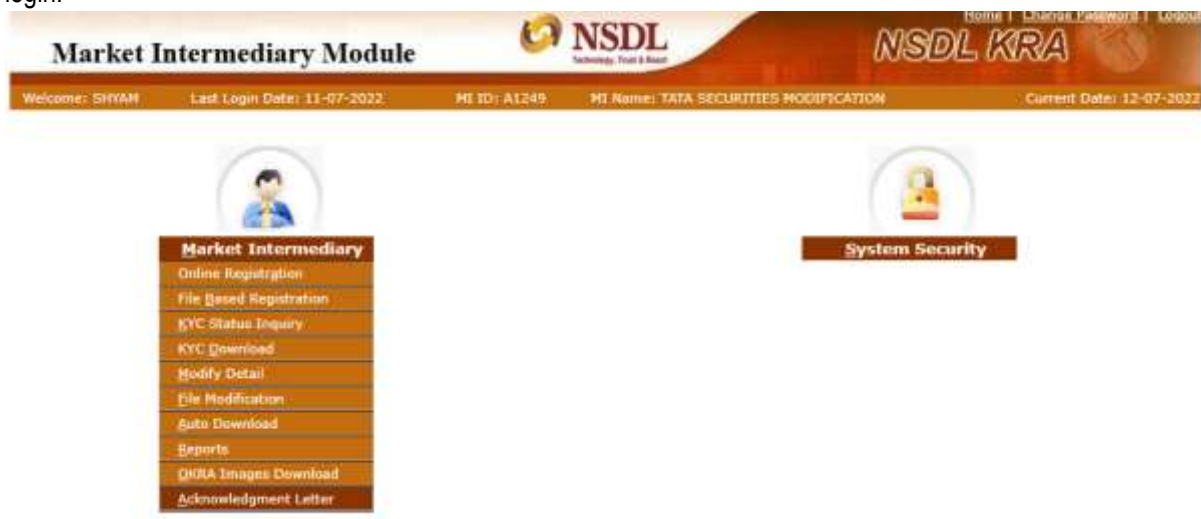 login.
Home | Change Password | Logout
Market Intermediary Module
NSDL
Technology, Trust & Reach
NSDL KRA
Welcome: SHYAM Last Login Date: 11-07-2022 MI ID: A1249 MI Name: TATA SECURITIES MODIFICATION Current Date: 12-07-2022
Market Intermediary
System Security
Online Registration
File Based Registration
KYC Status Inquiry
KYC Download
Modify Detail
File Modification
Auto Download
Reports
OKRA Images Download
Acknowledgment Letter